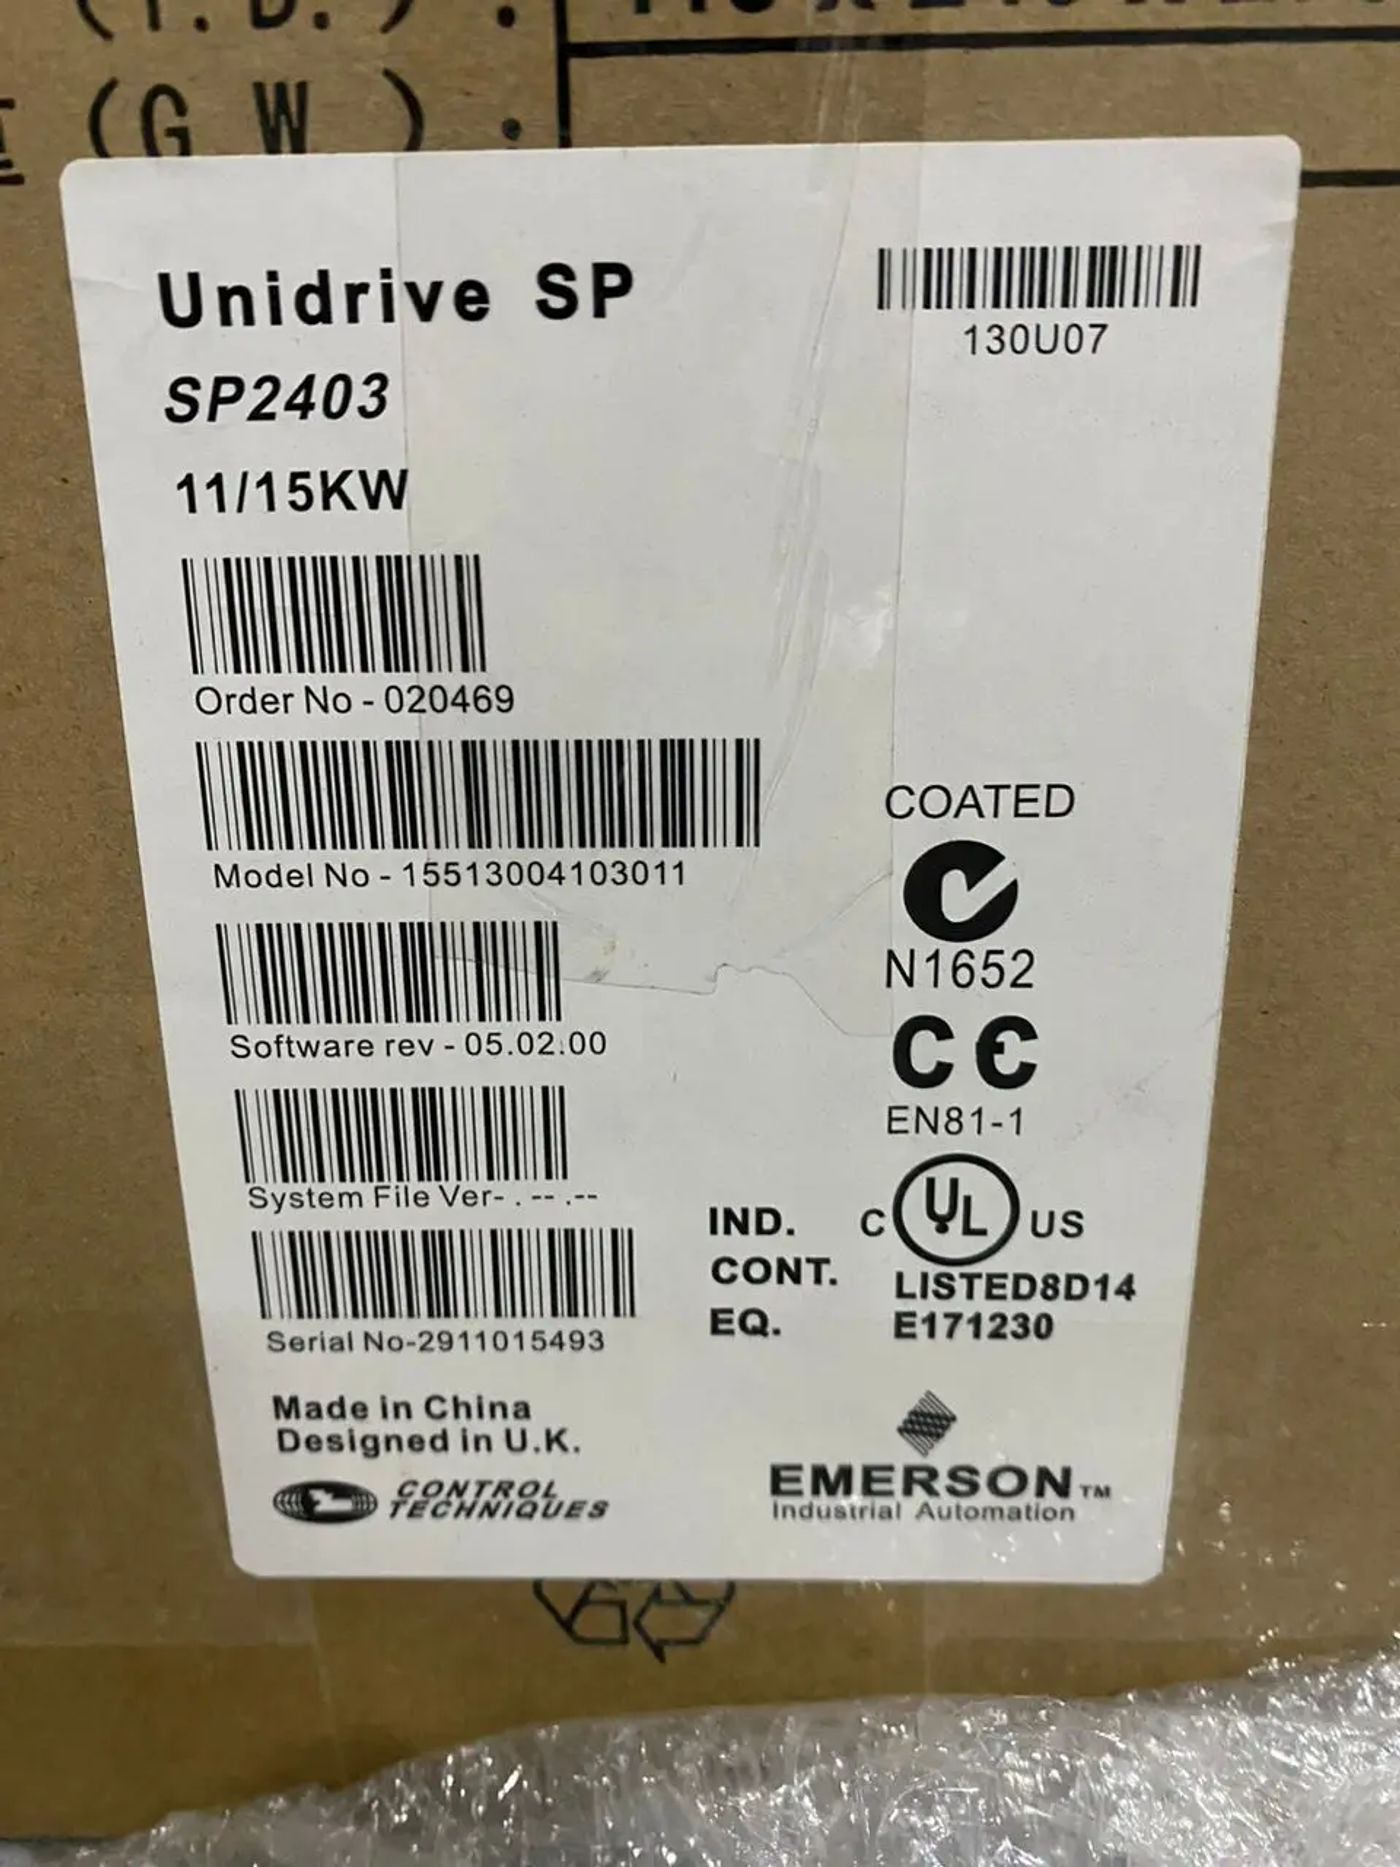 (G W ) :
Unidrive SP
130U07
SP2403
11/15KW
Order No - 020469
Model No - 15513004103011
COATED
N1652
Software rev - 05.02.00
CE
EN81-1
System File Ver- . -- .--
IND.
CONT.
EQ.
C UL US
LISTED8D14
E171230
Serial No-2911015493
Made in China
Designed in U.K.
CONTROL
TECHNIQUES
EMERSON™
Industrial Automation